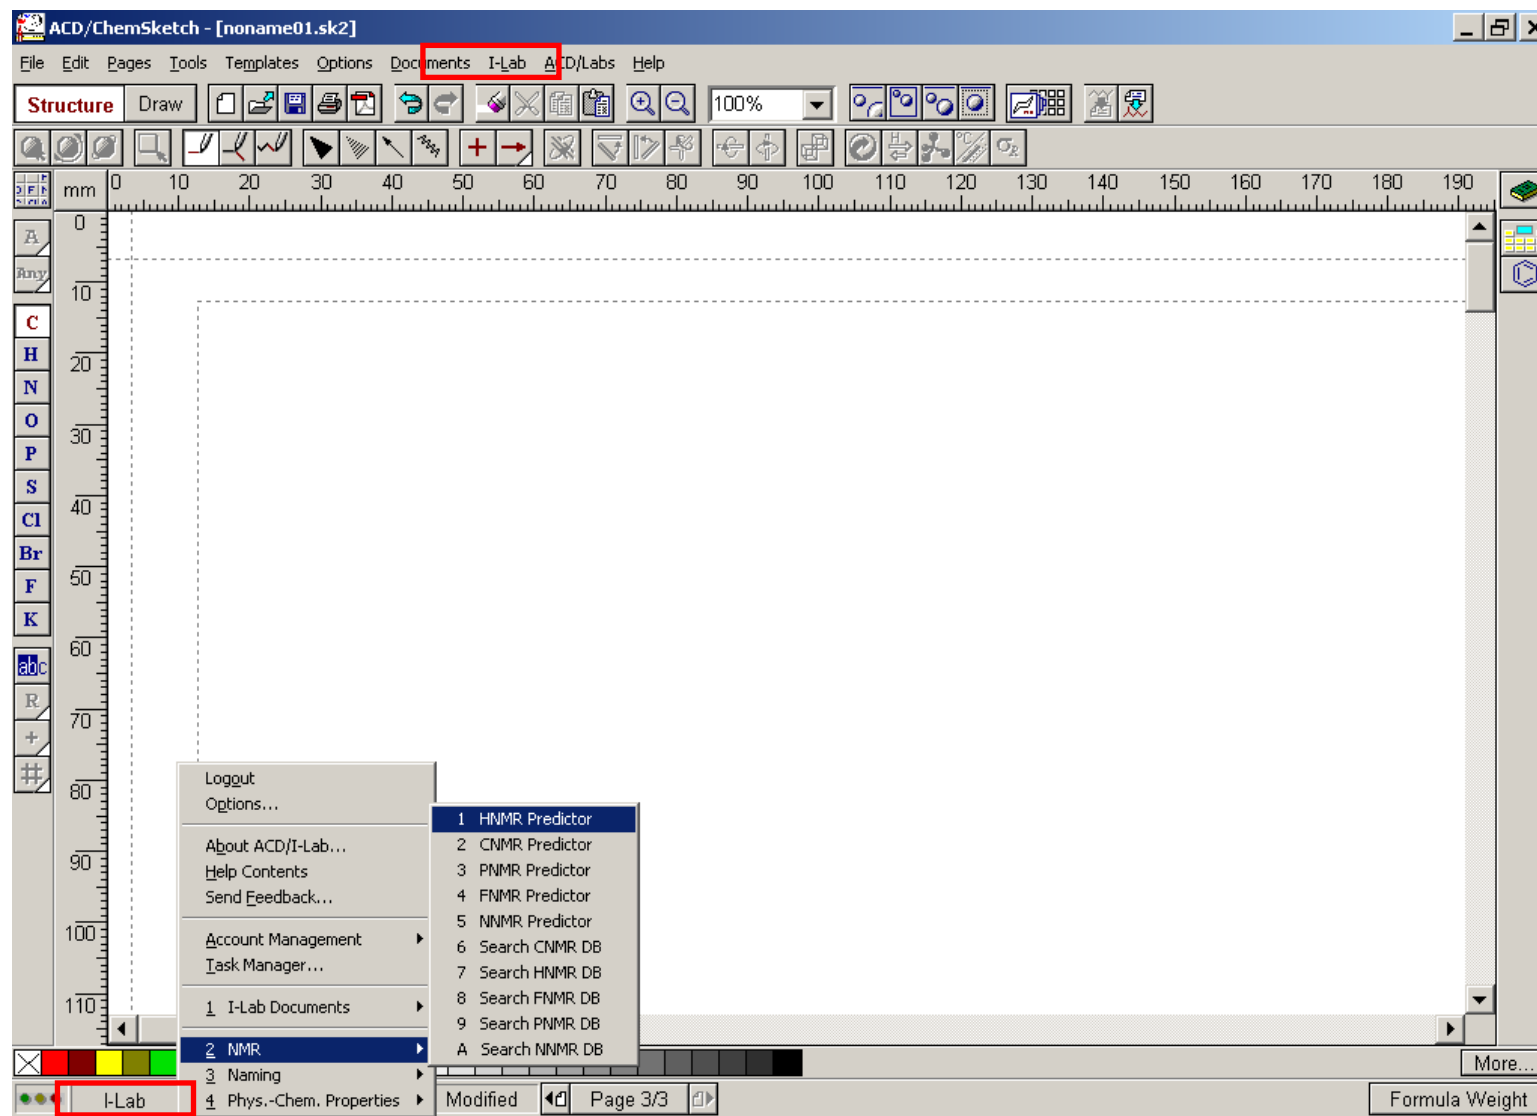 ACD/ChemSketch - [noname01.sk2]
File Edit Pages Tools Templates Options Documents I-Lab ACD/Labs Help
Structure Draw 100%
mm 0 10 20 30 40 50 60 70 80 90 100 110 120 130 140 150 160 170 180 190
0
A
Any
10
C
H
20
N
O
30
P
S
40
Cl
Br
50
F
K
60
abc
R
70
+
#
80
90
100
110
Logout
Options...
About ACD/I-Lab...
Help Contents
Send Feedback...
Account Management
Task Manager...
1 I-Lab Documents
2 NMR
3 Naming
4 Phys.-Chem. Properties
1 HNMR Predictor
2 CNMR Predictor
3 PNMR Predictor
4 FNMR Predictor
5 NNMR Predictor
6 Search CNMR DB
7 Search HNMR DB
8 Search FNMR DB
9 Search PNMR DB
A Search NNMR DB
More...
I-Lab Modified Page 3/3 Formula Weight